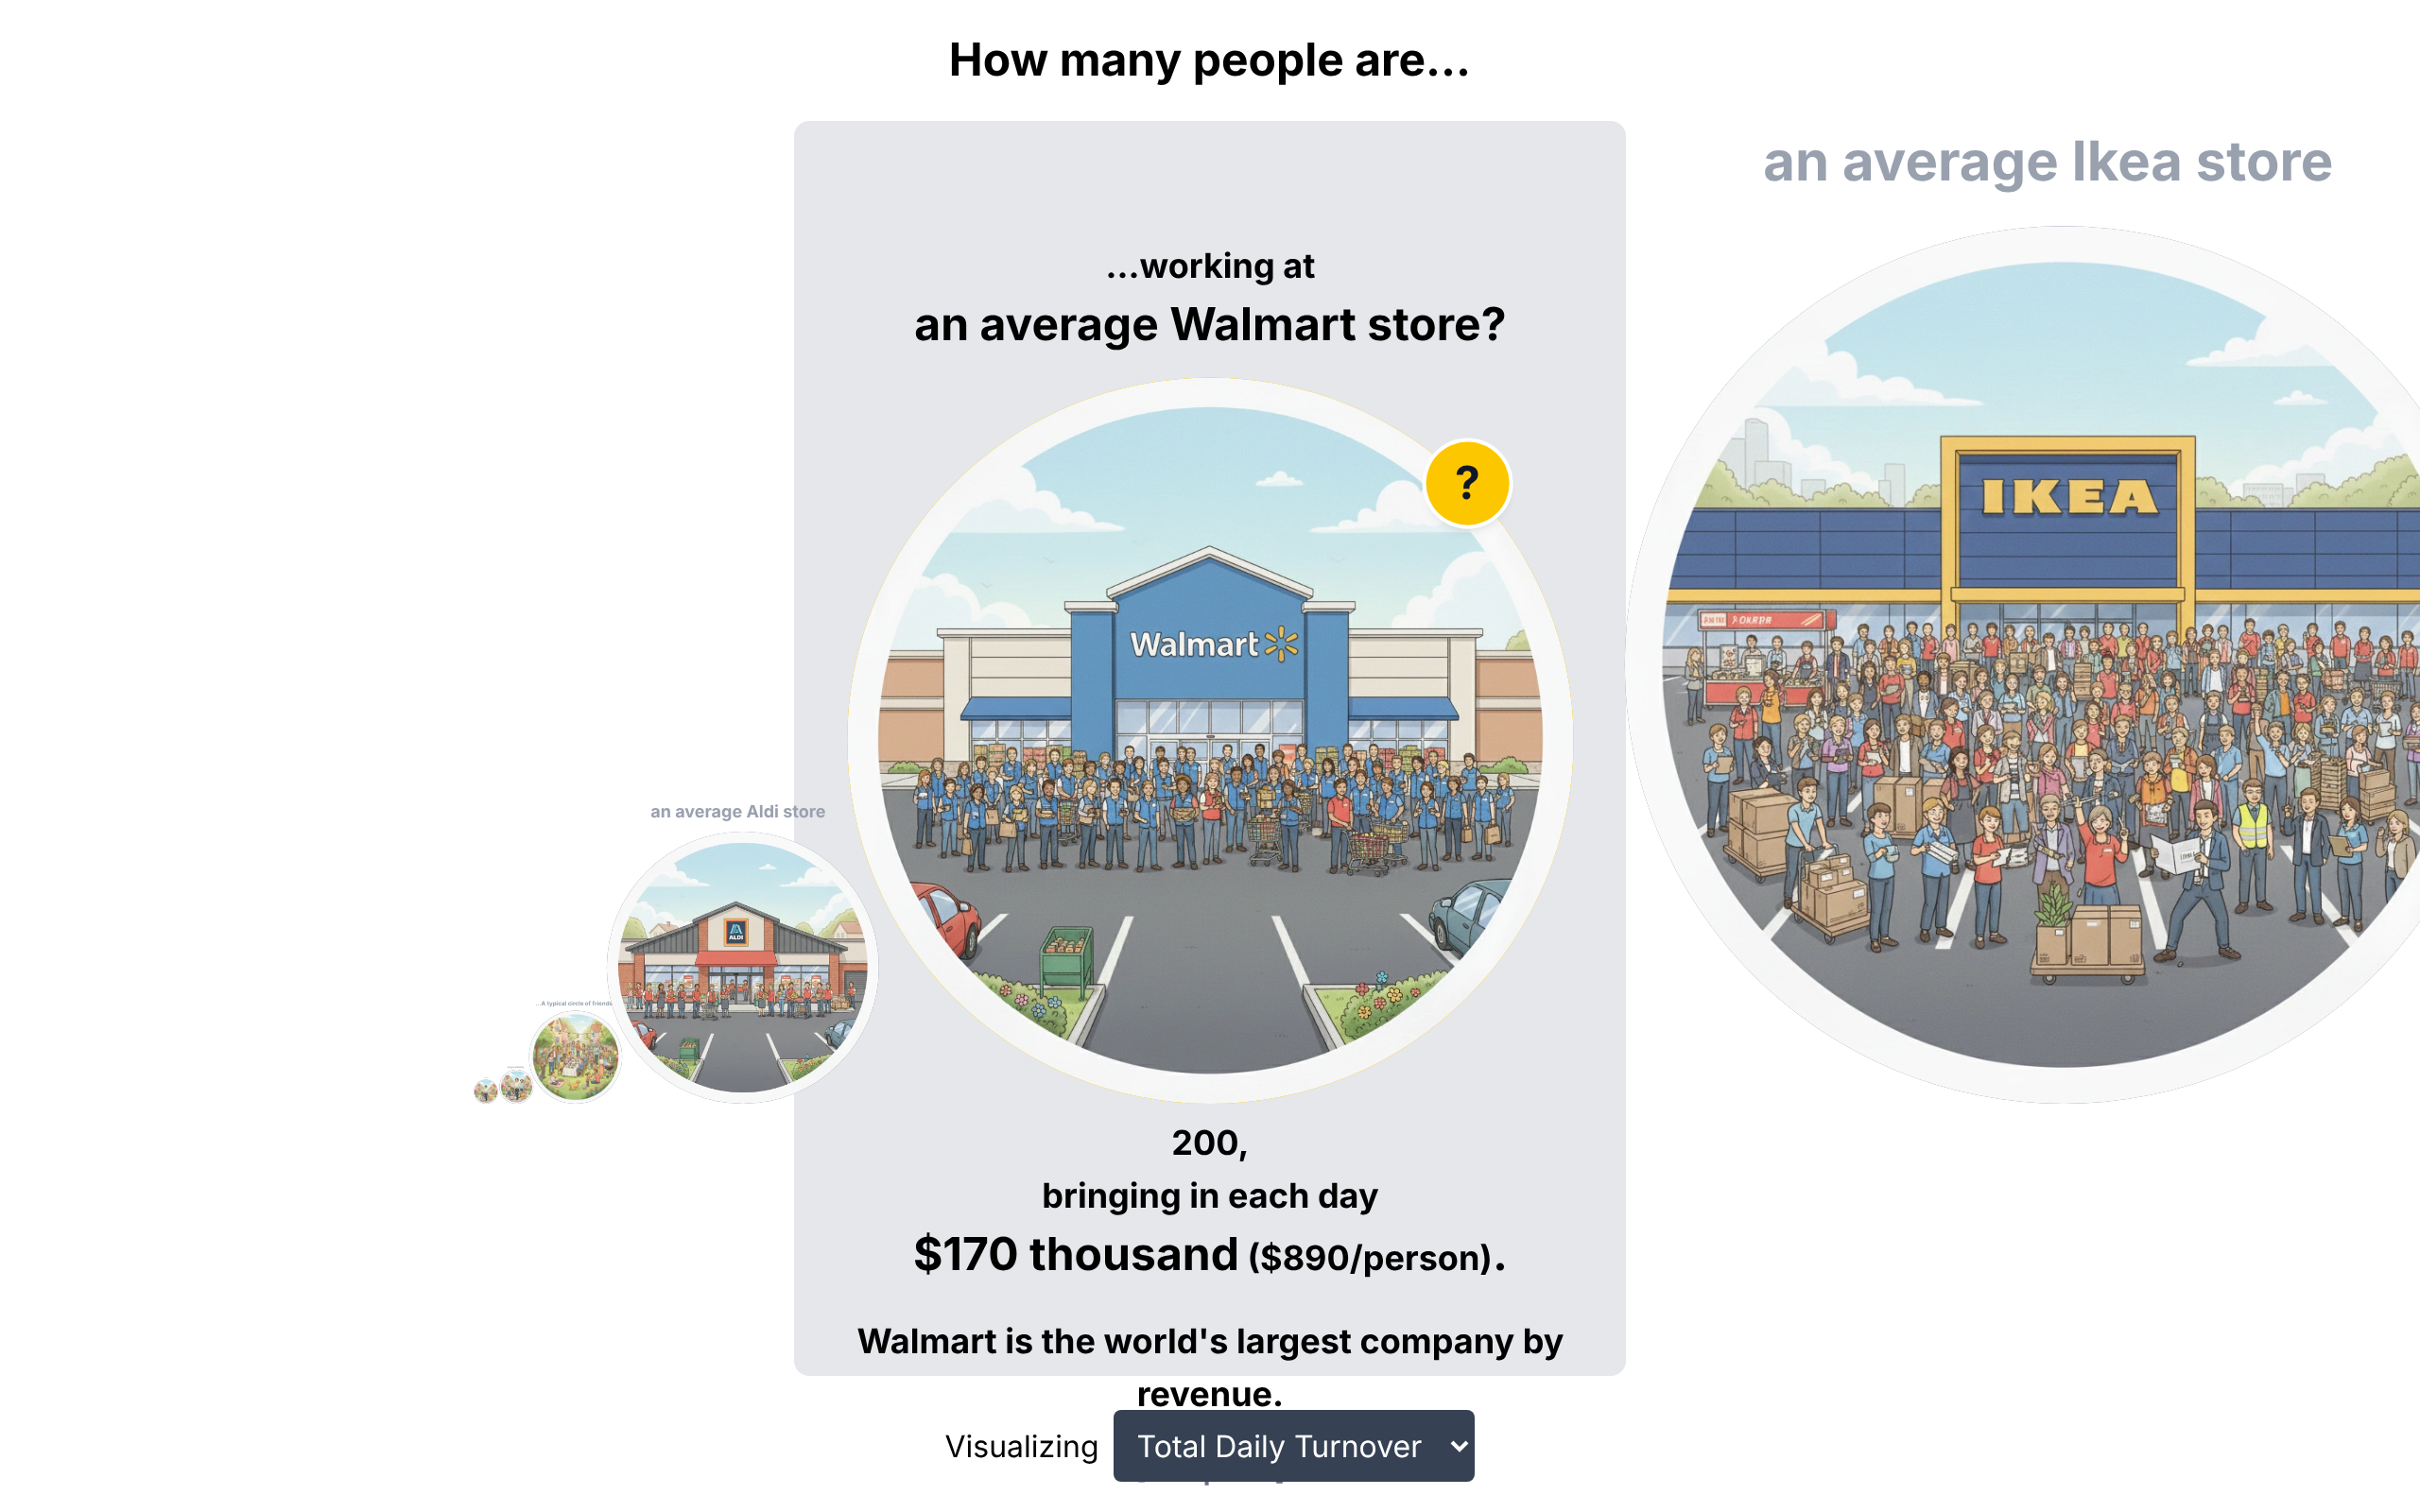 How many people are...
an average Ikea store
...working at
an average Walmart store?
?
IKEA
Walmart
an average Aldi store
ALDI
...A typical circle of friends
200,
bringing in each day
$170 thousand ($890/person).
Walmart is the world's largest company by
revenue.
Visualizing Total Daily Turnover